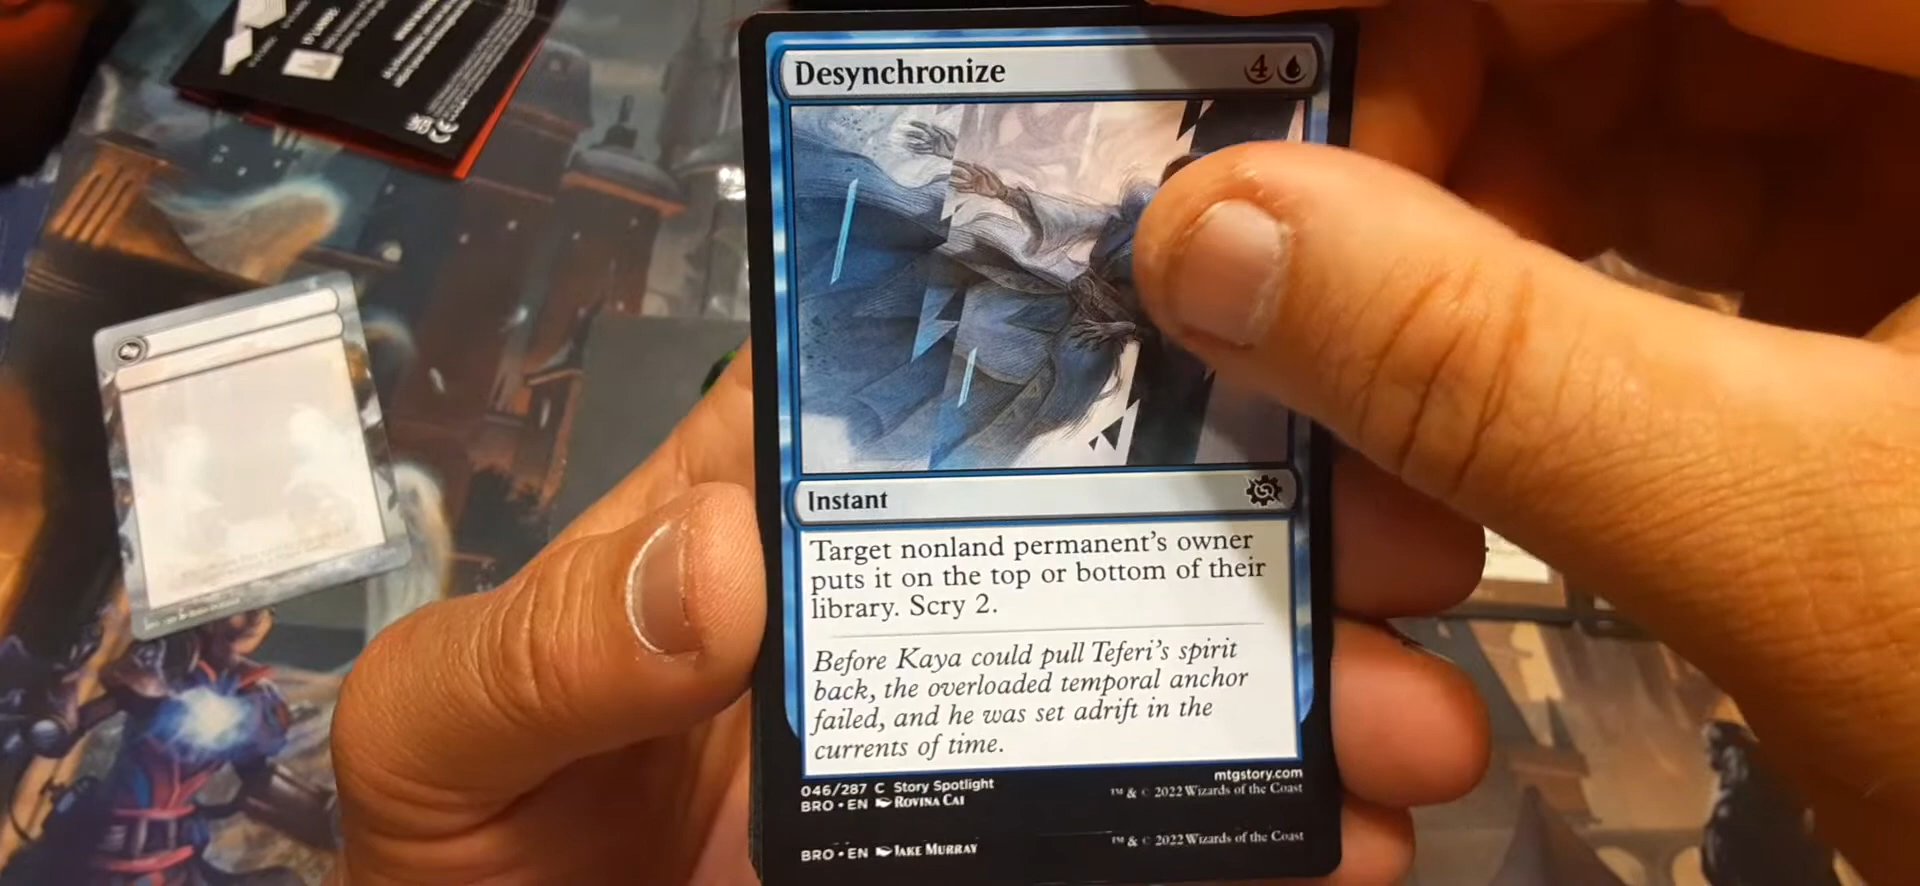 Desynchronize 4
Instant
Target nonland permanent's owner
puts it on the top or bottom of their
library. Scry 2.
Before Kaya could pull Teferi's spirit
back, the overloaded temporal anchor
failed, and he was set adrift in the
currents of time.
046/287 C Story Spotlight mtgstory.com
BRO • EN Rovina Cai ™ & © 2022 Wizards of the Coast
BRO • EN Jake Murray ™ & © 2022 Wizards of the Coast